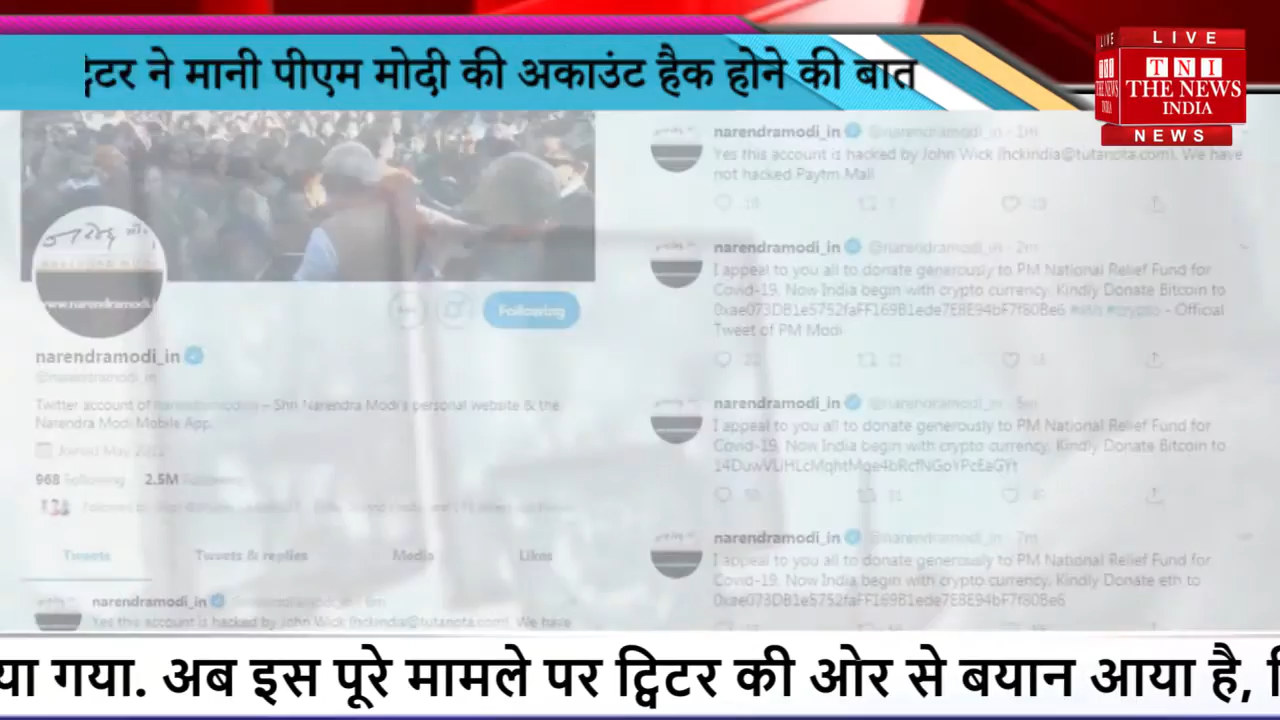 ट्विटर ने मानी पीएम मोदी की अकाउंट हैक होने की बात
LIVE
LIVE
TNI
THE NEWS
INDIA
NEWS
narendramodi_in @narendramodi_in - 1m
Yes this account is hacked by John Wick (hckindia@tutanota.com). We have
not hacked Paytm Mall
narendramodi_in @narendramodi_in - 2m
I appeal to you all to donate generously to PM National Relief Fund for
Covid-19. Now India begin with crypto currency. Kindly Donate Bitcoin to
#crypto - Official
Tweet of PM Modi
www.narendramodi.
Following
narendramodi_in
@narendramodi_in
Twitter account of – Shri Narendra Modi's personal website & the
Narendra Modi Mobile App.
Joined May
968 Following 2.5M Followers
Tweets Tweets & replies Media Likes
narendramodi_in
Yes this account is hacked by John Wick (hckindia@tutanota.com). We have
narendramodi_in @narendramodi_in - 5m
I appeal to you all to donate generously to PM National Relief Fund for
Covid-19. Now India begin with crypto currency. Kindly Donate Bitcoin to
narendramodi_in @narendramodi_in - 7m
I appeal to you all to donate generously to PM National Relief Fund for
Covid-19. Now India begin with crypto currency. Kindly Donate eth to
या गया. अब इस पूरे मामले पर ट्विटर की ओर से बयान आया है,